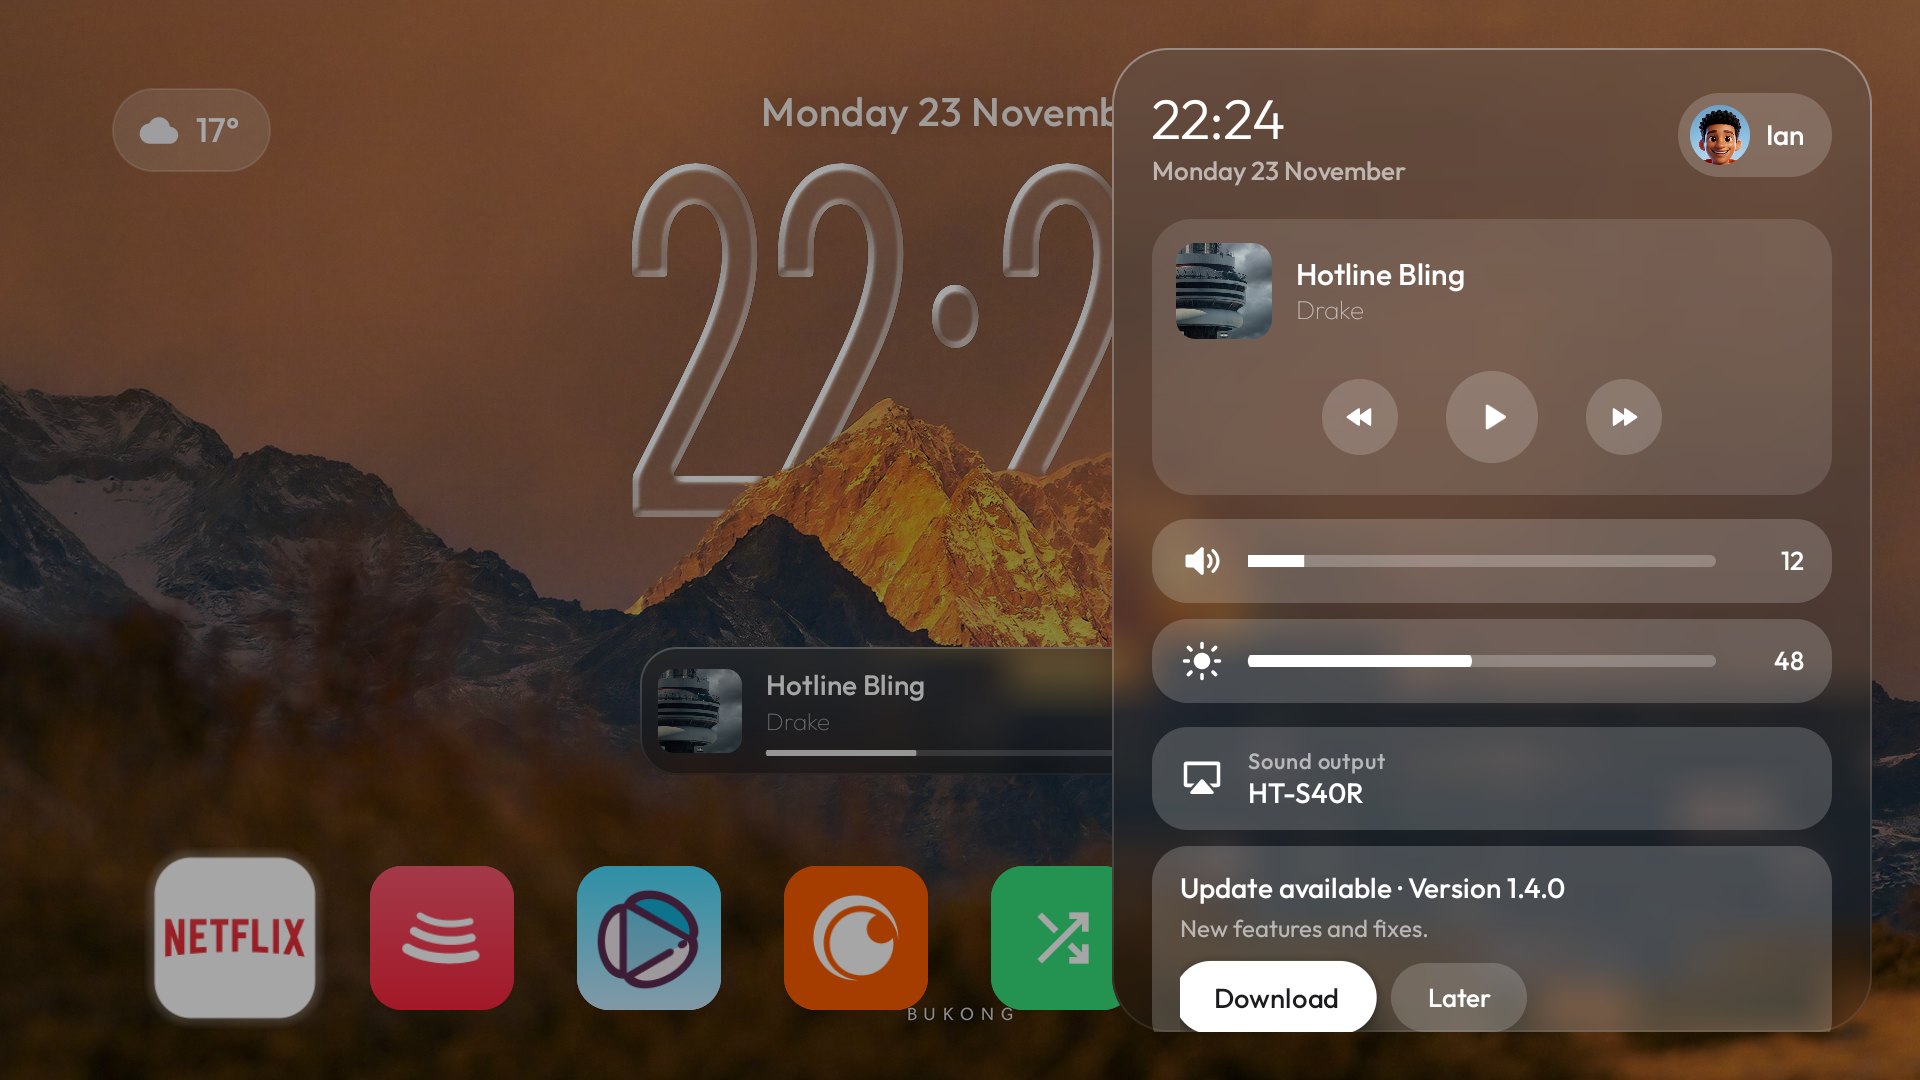 17°
Monday 23 Novemb
22·2
Hotline Bling
Drake
NETFLIX
BUKONG
22:24
Monday 23 November
Ian
Hotline Bling
Drake
12
48
Sound output
HT-S40R
Update available · Version 1.4.0
New features and fixes.
Download
Later